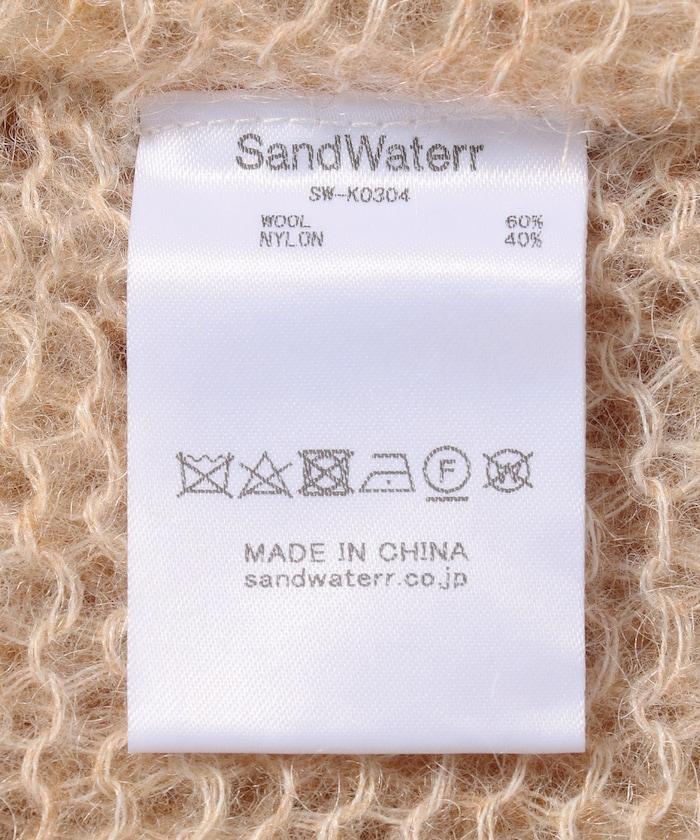 SandWaterr
SW-K0304
WOOL 60%
NYLON 40%
F W
MADE IN CHINA
sandwaterr.co.jp